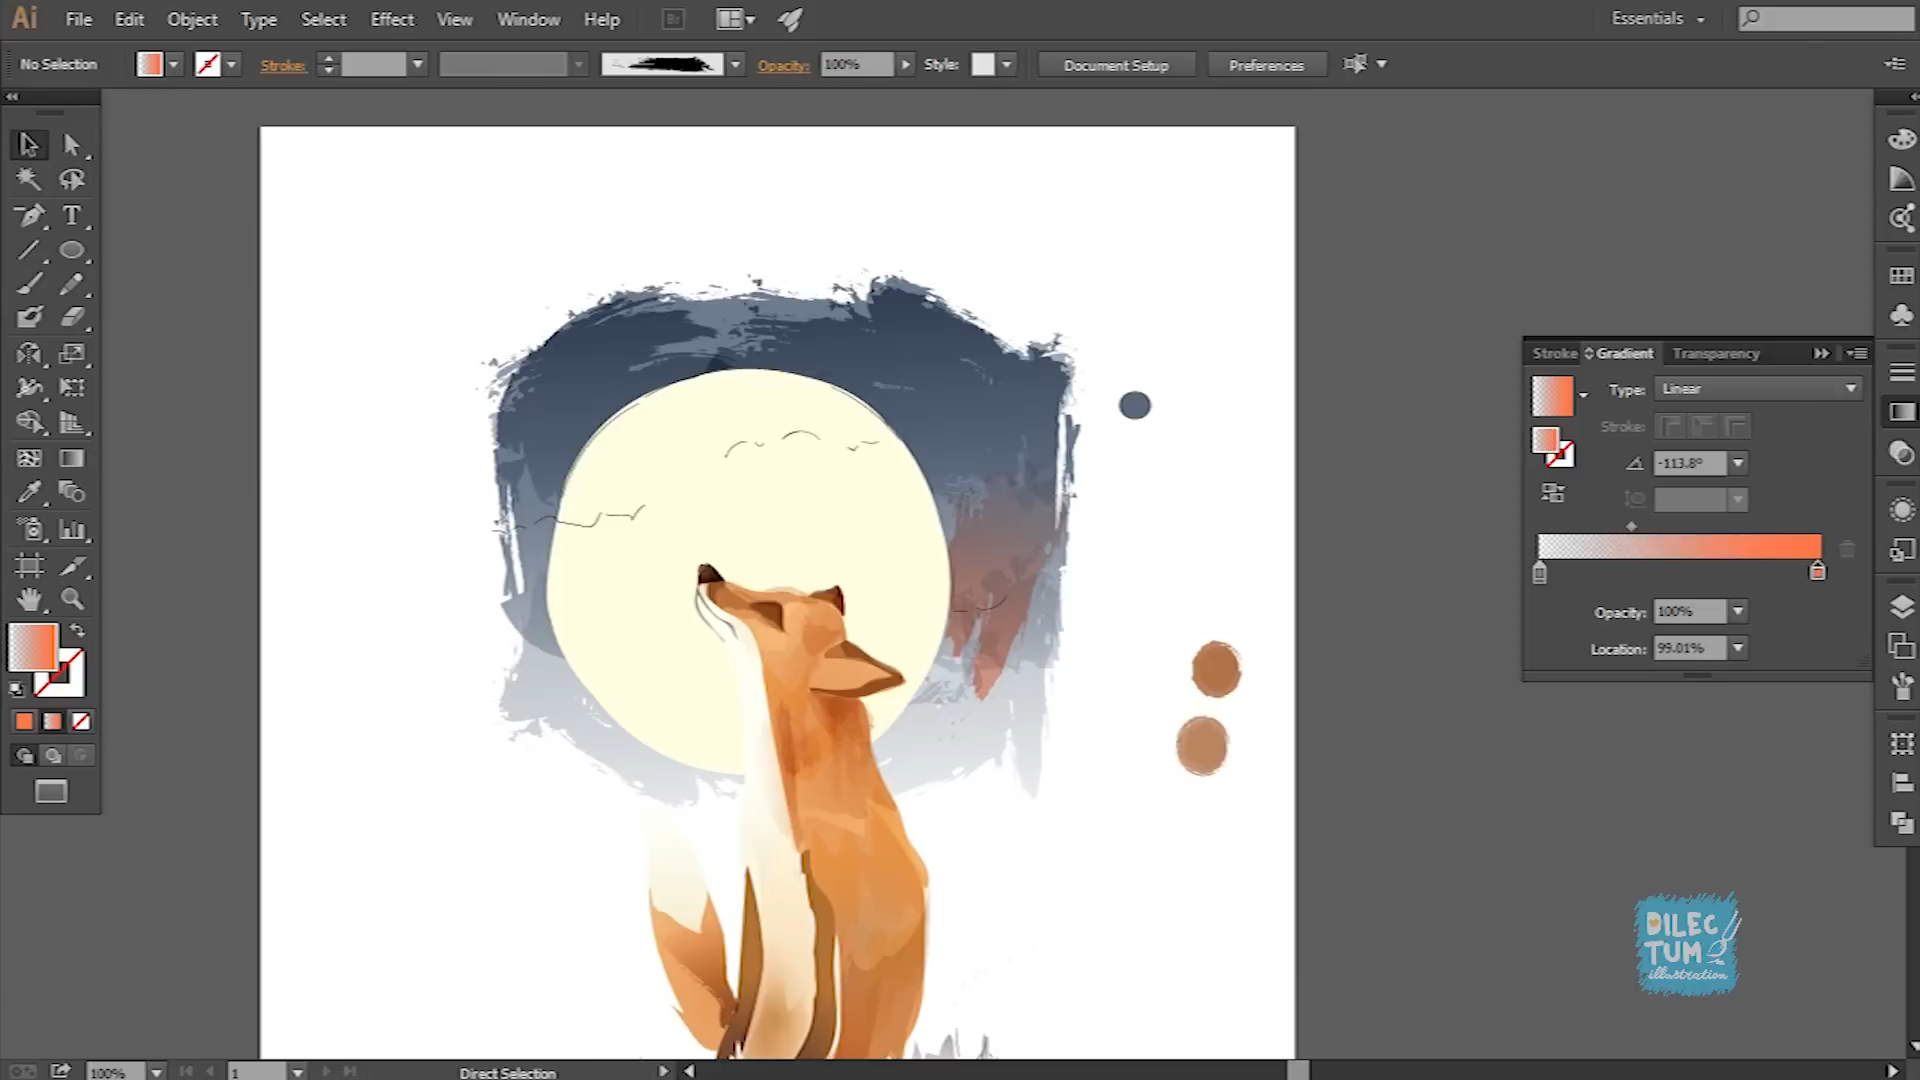 Ai File Edit Object Type Select Effect View Window Help Br Essentials
No Selection Stroke: Opacity: 100% Style: Document Setup Preferences
Stroke Gradient Transparency
Type: Linear
Stroke:
-113.8°
Opacity: 100%
Location: 99.01%
DILEC
TUM
illustration
100% 1 Direct Selection